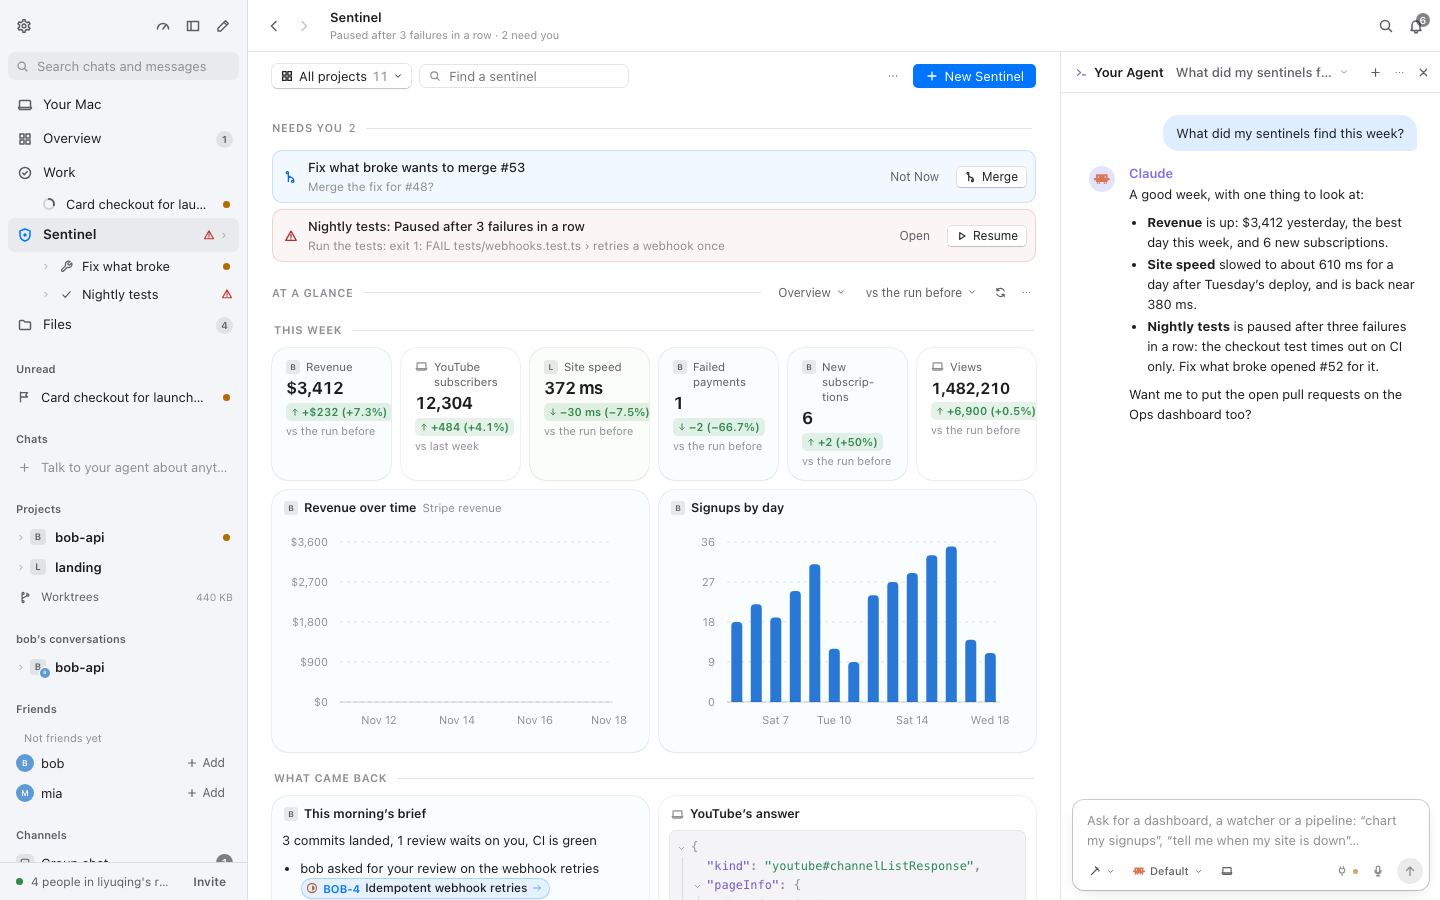 Search chats and messages
Your Mac
Overview
1
Work
Card checkout for lau...
Sentinel
Fix what broke
Nightly tests
Files
4
Unread
Card checkout for launch...
Chats
Talk to your agent about anyt...
Projects
B
bob-api
L
landing
Worktrees
440 KB
bob's conversations
B
bob-api
Friends
Not friends yet
B
bob
+ Add
M
mia
+ Add
Channels
Group chat
1
4 people in liyuqing's r...
Invite
Sentinel
Paused after 3 failures in a row · 2 need you
6
All projects 11
Find a sentinel
···
+ New Sentinel
NEEDS YOU 2
Fix what broke wants to merge #53
Merge the fix for #48?
Not Now
Merge
Nightly tests: Paused after 3 failures in a row
Run the tests: exit 1: FAIL tests/webhooks.test.ts › retries a webhook once
Open
Resume
AT A GLANCE
Overview
vs the run before
···
THIS WEEK
B
Revenue
$3,412
↑ +$232 (+7.3%)
vs the run before
YouTube
subscribers
12,304
↑ +484 (+4.1%)
vs last week
L
Site speed
372 ms
↓ −30 ms (−7.5%)
vs the run before
B
Failed
payments
1
↓ −2 (−66.7%)
vs the run before
B
New
subscrip-
tions
6
↑ +2 (+50%)
vs the run before
Views
1,482,210
↑ +6,900 (+0.5%)
vs the run before
B
Revenue over time Stripe revenue
$3,600
$2,700
$1,800
$900
$0
Nov 12
Nov 14
Nov 16
Nov 18
B
Signups by day
36
27
18
9
0
Sat 7
Tue 10
Sat 14
Wed 18
WHAT CAME BACK
B
This morning's brief
3 commits landed, 1 review waits on you, CI is green
• bob asked for your review on the webhook retries
BOB-4 Idempotent webhook retries →
YouTube's answer
{
"kind": "youtube#channelListResponse",
"pageInfo": {
Your Agent
What did my sentinels f...
+
···
What did my sentinels find this week?
Claude
A good week, with one thing to look at:
• Revenue is up: $3,412 yesterday, the best
day this week, and 6 new subscriptions.
• Site speed slowed to about 610 ms for a
day after Tuesday's deploy, and is back near
380 ms.
• Nightly tests is paused after three failures
in a row: the checkout test times out on CI
only. Fix what broke opened #52 for it.
Want me to put the open pull requests on the
Ops dashboard too?
Ask for a dashboard, a watcher or a pipeline: “chart
my signups”, “tell me when my site is down”...
Default